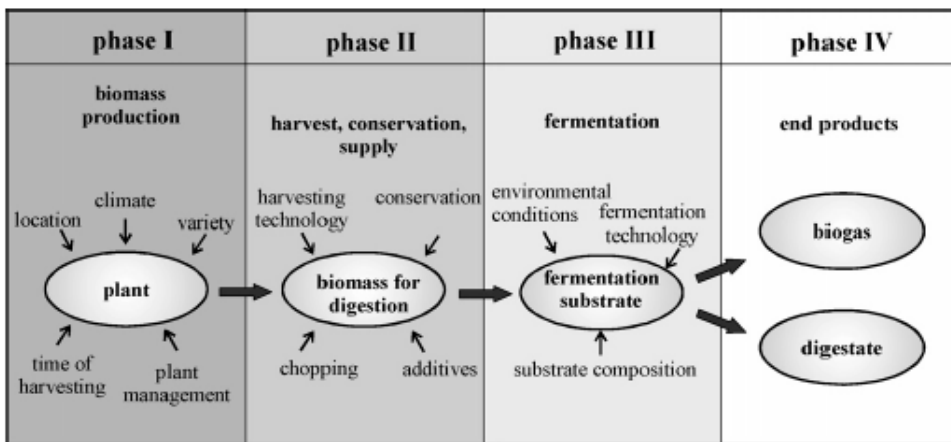 phase I
phase II
phase III
phase IV
biomass
production
climate
location
variety
plant
time of
harvesting
plant
management
harvest, conservation,
supply
harvesting
technology
conservation
biomass for
digestion
chopping
additives
fermentation
environmental
conditions
fermentation
technology
fermentation
substrate
substrate composition
end products
biogas
digestate